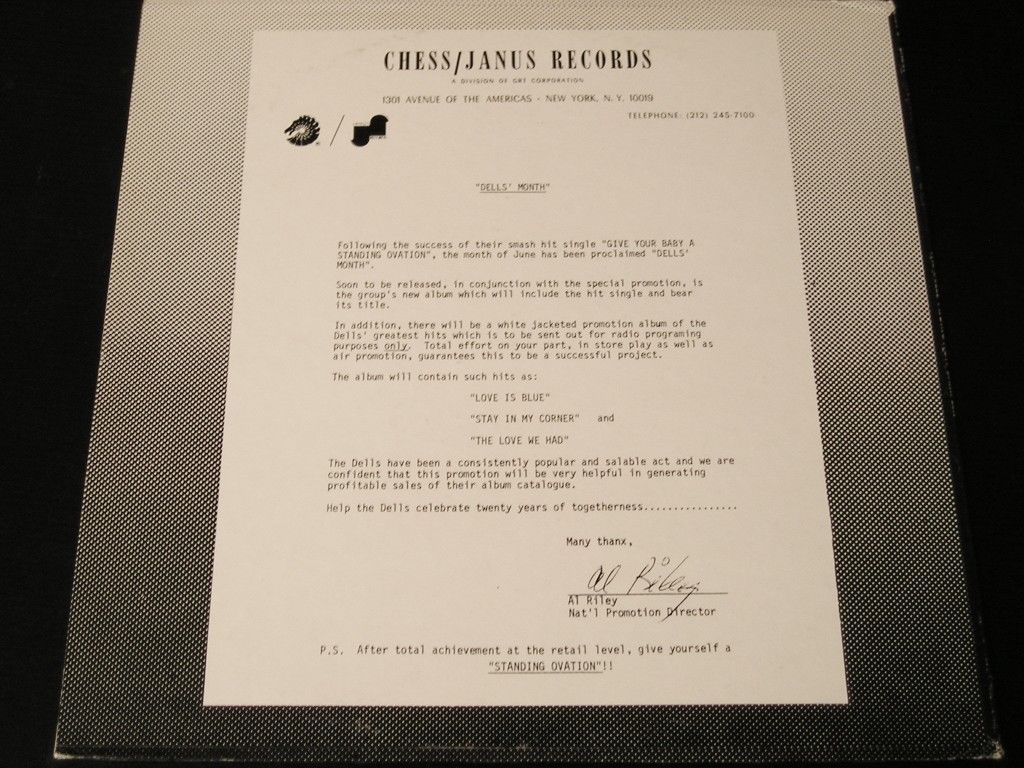 CHESS/JANUS RECORDS
A DIVISION OF GRT CORPORATION
1301 AVENUE OF THE AMERICAS - NEW YORK, N. Y. 10019
TELEPHONE: (212) 245-7100
"DELLS' MONTH"
Following the success of their smash hit single "GIVE YOUR BABY A
STANDING OVATION", the month of June has been proclaimed "DELLS'
MONTH".
Soon to be released, in conjunction with the special promotion, is
the group's new album which will include the hit single and bear
its title.
In addition, there will be a white jacketed promotion album of the
Dells' greatest hits which is to be sent out for radio programing
purposes only. Total effort on your part, in store play as well as
air promotion, guarantees this to be a successful project.
The album will contain such hits as:
"LOVE IS BLUE"
"STAY IN MY CORNER" and
"THE LOVE WE HAD"
The Dells have been a consistently popular and salable act and we are
confident that this promotion will be very helpful in generating
profitable sales of their album catalogue.
Help the Dells celebrate twenty years of togetherness................
Many thanx,
Al Riley
Al Riley
Nat'l Promotion Director
P.S. After total achievement at the retail level, give yourself a
"STANDING OVATION"!!